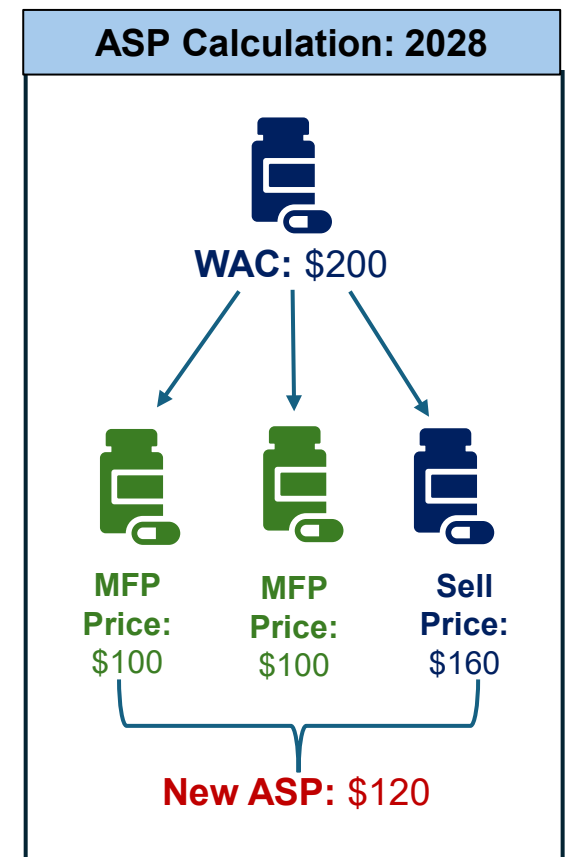 ASP Calculation: 2028
WAC: $200
MFP
Price:
$100
MFP
Price:
$100
Sell
Price:
$160
New ASP: $120